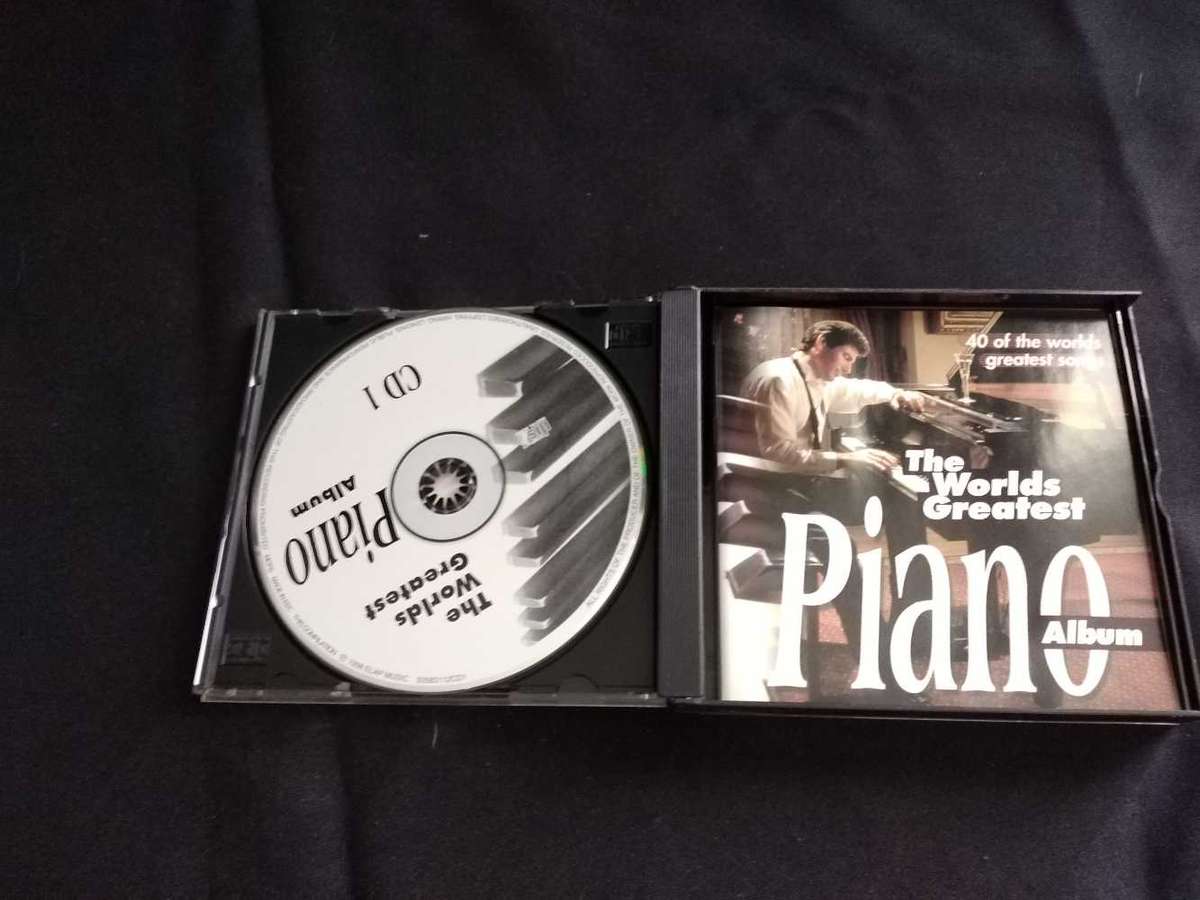 CD 1
The
Worlds
Greatest
Piano
Album
40 of the worlds
greatest songs
The
Worlds
Greatest
Piano
Album